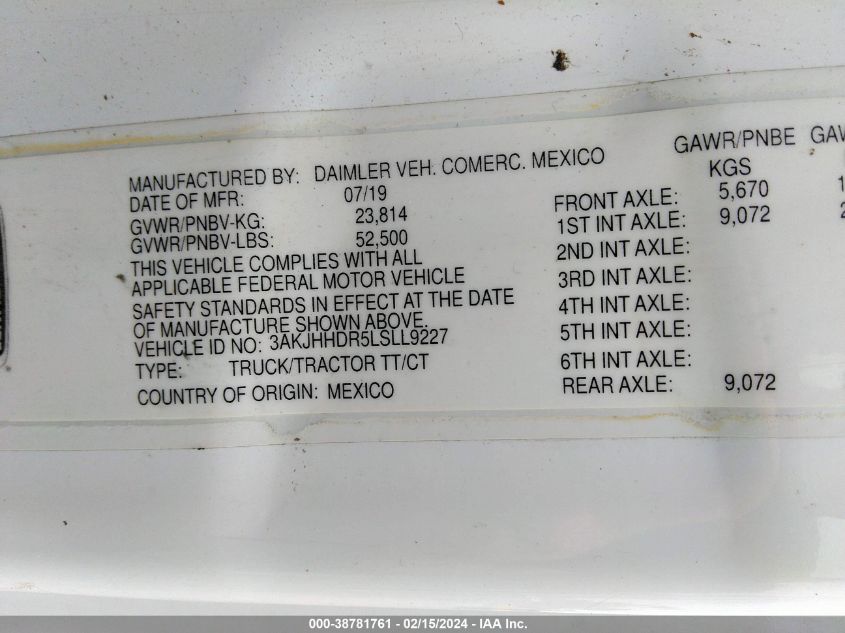 MANUFACTURED BY: DAIMLER VEH. COMERC. MEXICO
DATE OF MFR: 07/19
GVWR/PNBV-KG: 23,814
GVWR/PNBV-LBS: 52,500
THIS VEHICLE COMPLIES WITH ALL
APPLICABLE FEDERAL MOTOR VEHICLE
SAFETY STANDARDS IN EFFECT AT THE DATE
OF MANUFACTURE SHOWN ABOVE.
VEHICLE ID NO: 3AKJHHDR5LSLL9227
TYPE: TRUCK/TRACTOR TT/CT
COUNTRY OF ORIGIN: MEXICO
GAWR/PNBE
KGS
FRONT AXLE: 5,670
1ST INT AXLE: 9,072
2ND INT AXLE:
3RD INT AXLE:
4TH INT AXLE:
5TH INT AXLE:
6TH INT AXLE:
REAR AXLE: 9,072
000-38781761 - 02/15/2024 - IAA Inc.